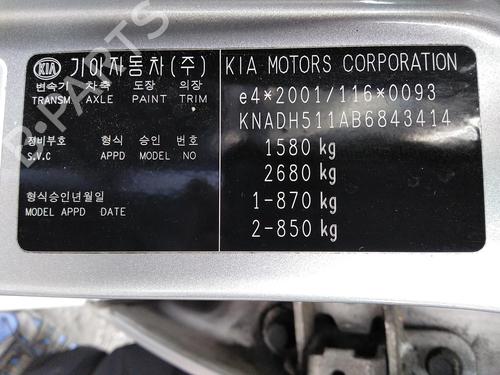 KIA 기아자동차(주)
변속기 차축 도장 의장
TRANSM. AXLE PAINT TRIM
정비부호 형식 승인 번호
S.V.C APPD MODEL NO
형식승인년월일
MODEL APPD DATE
KIA MOTORS CORPORATION
e4*2001/116*0093
KNADH511AB6843414
1580 kg
2680 kg
1-870 kg
2-850 kg
B-PARTS